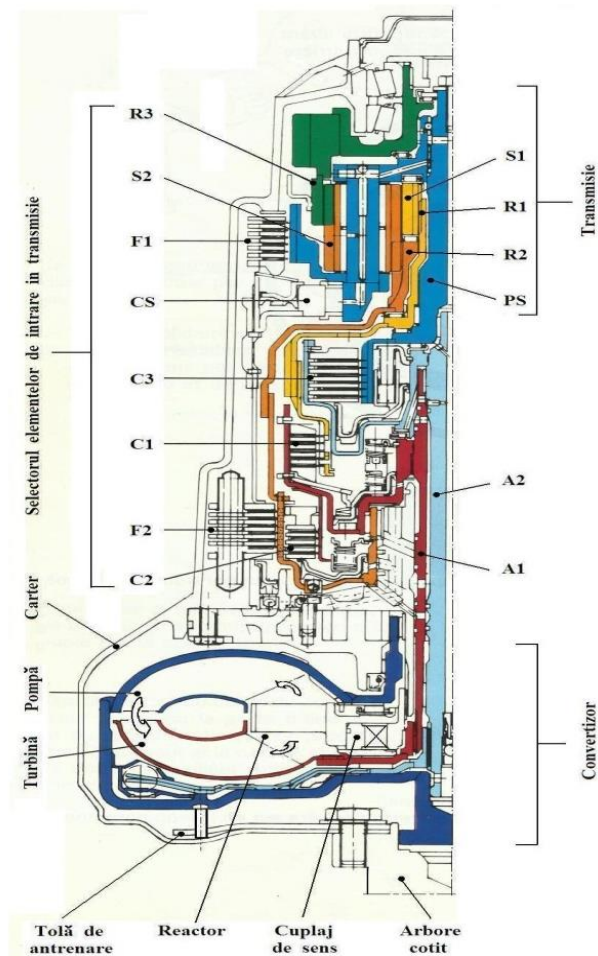 R3
S2
F1
CS
C3
C1
F2
C2
Selectorul elementelor de intrare in transmisie
Carter
Pompă
Turbină
S1
R1
R2
PS
A2
A1
Transmisie
Convertizor
Tolă de
antrenare
Reactor
Cuplaj
de sens
Arbore
cotit